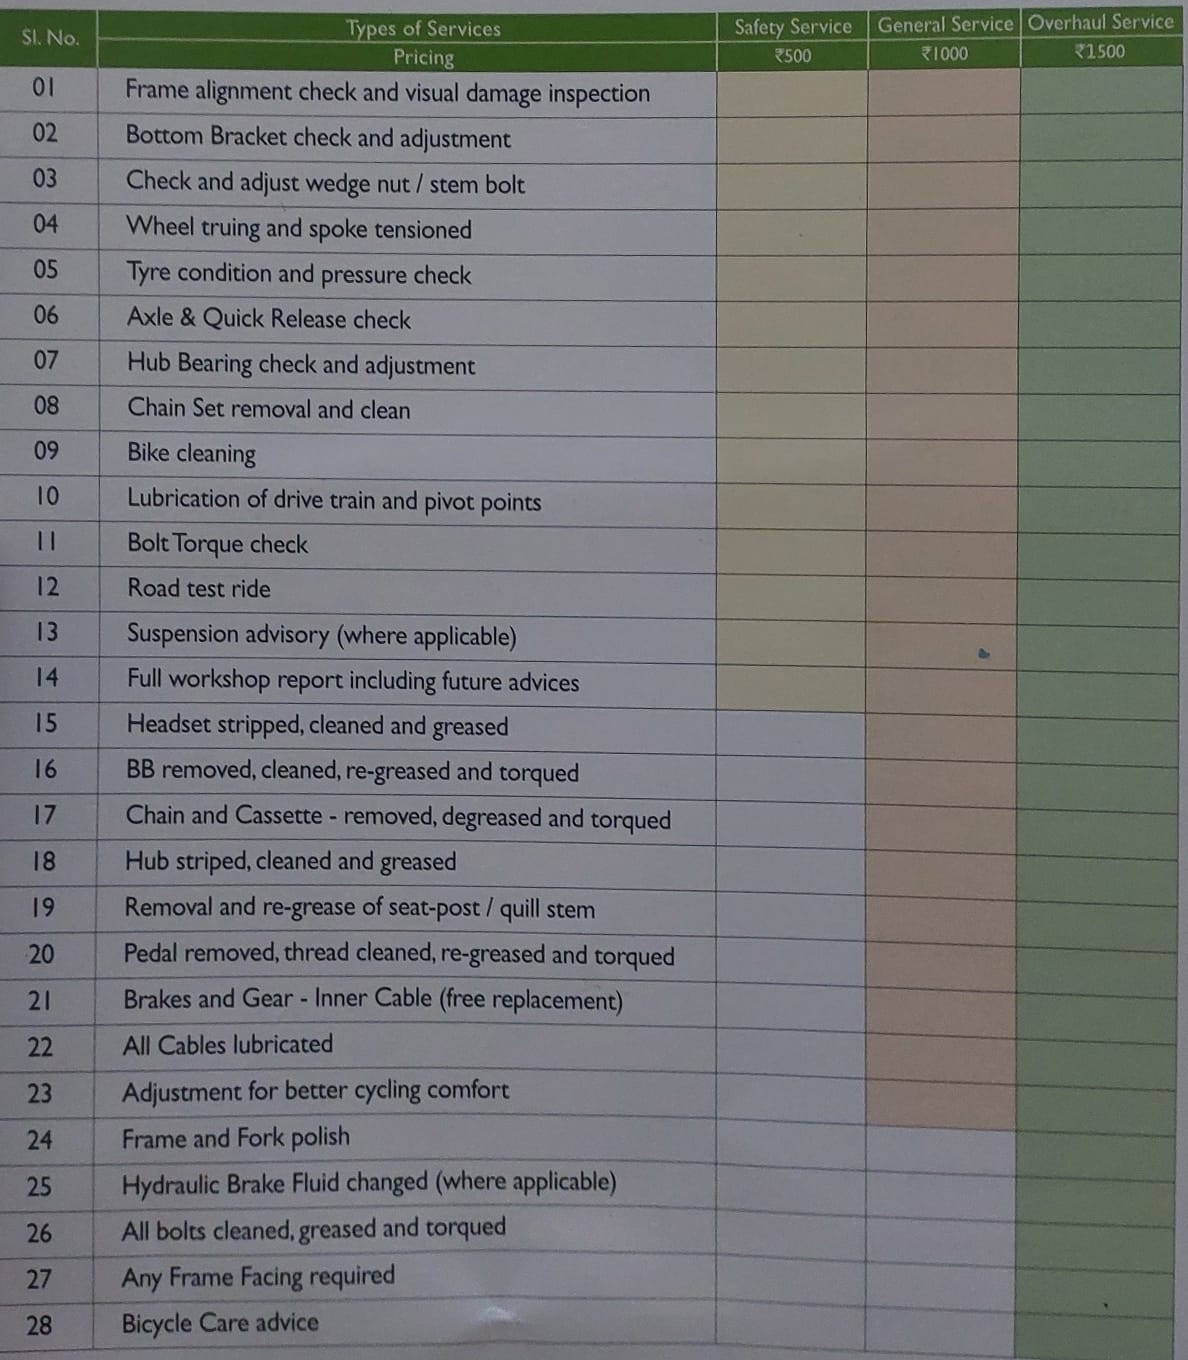 Sl. No. Types of Services Safety Service General Service Overhaul Service
Pricing ₹500 ₹1000 ₹1500
01 Frame alignment check and visual damage inspection
02 Bottom Bracket check and adjustment
03 Check and adjust wedge nut / stem bolt
04 Wheel truing and spoke tensioned
05 Tyre condition and pressure check
06 Axle & Quick Release check
07 Hub Bearing check and adjustment
08 Chain Set removal and clean
09 Bike cleaning
10 Lubrication of drive train and pivot points
11 Bolt Torque check
12 Road test ride
13 Suspension advisory (where applicable)
14 Full workshop report including future advices
15 Headset stripped, cleaned and greased
16 BB removed, cleaned, re-greased and torqued
17 Chain and Cassette - removed, degreased and torqued
18 Hub striped, cleaned and greased
19 Removal and re-grease of seat-post / quill stem
20 Pedal removed, thread cleaned, re-greased and torqued
21 Brakes and Gear - Inner Cable (free replacement)
22 All Cables lubricated
23 Adjustment for better cycling comfort
24 Frame and Fork polish
25 Hydraulic Brake Fluid changed (where applicable)
26 All bolts cleaned, greased and torqued
27 Any Frame Facing required
28 Bicycle Care advice